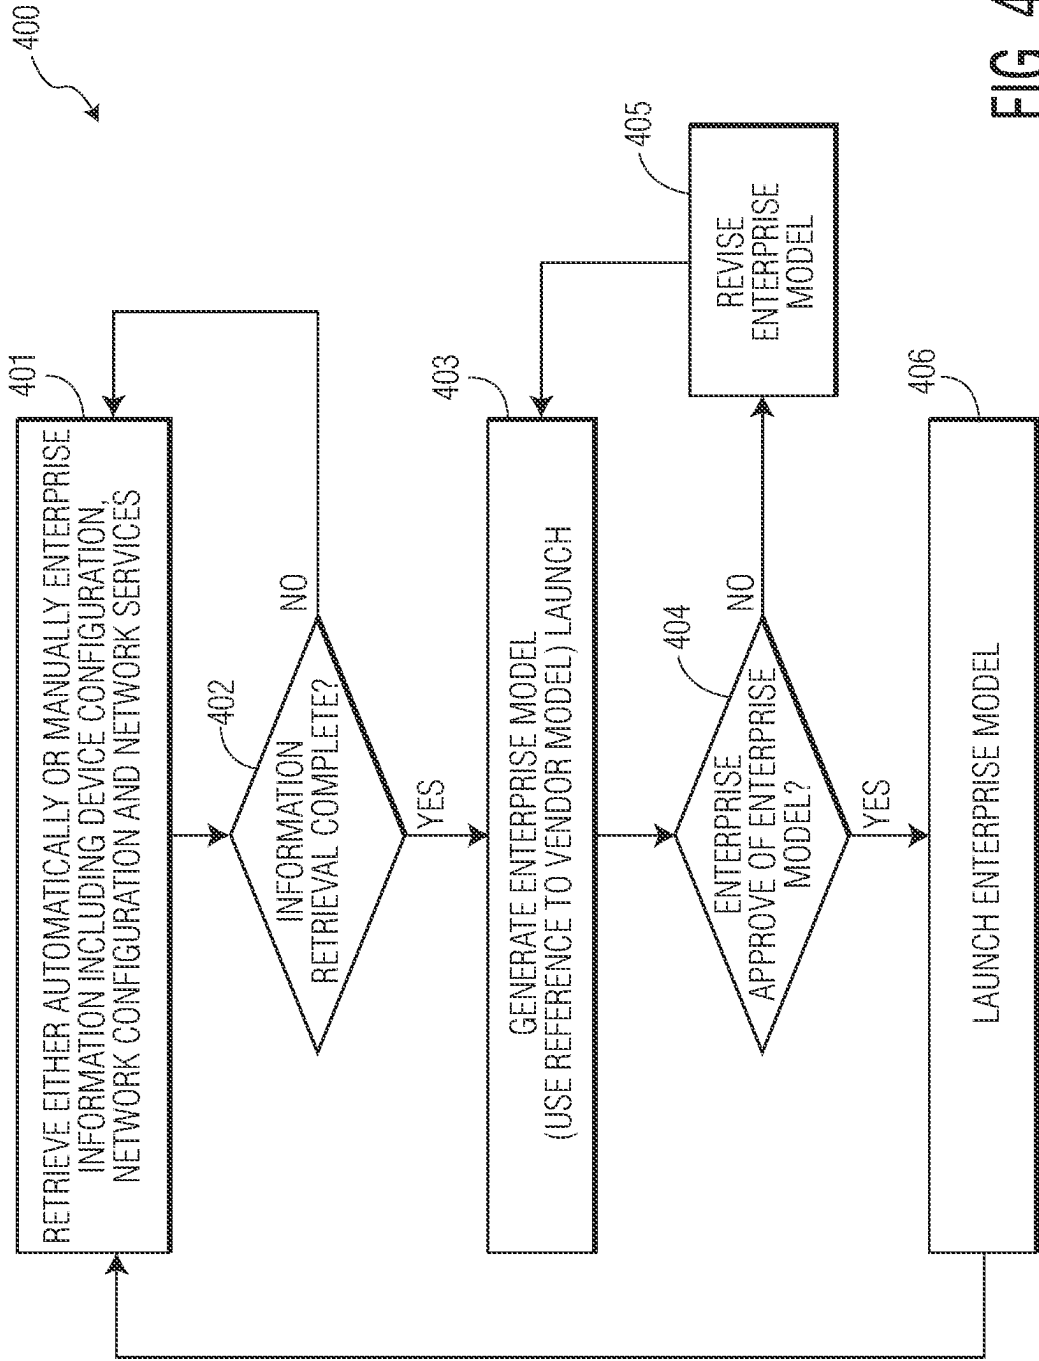 400
401
RETRIEVE EITHER AUTOMATICALLY OR MANUALLY ENTERPRISE
INFORMATION INCLUDING DEVICE CONFIGURATION,
NETWORK CONFIGURATION AND NETWORK SERVICES
402
INFORMATION
RETRIEVAL COMPLETE?
NO
YES
403
GENERATE ENTERPRISE MODEL
(USE REFERENCE TO VENDOR MODEL) LAUNCH
404
ENTERPRISE
APPROVE OF ENTERPRISE
MODEL?
NO
YES
405
REVISE
ENTERPRISE
MODEL
406
LAUNCH ENTERPRISE MODEL
FIG. 4